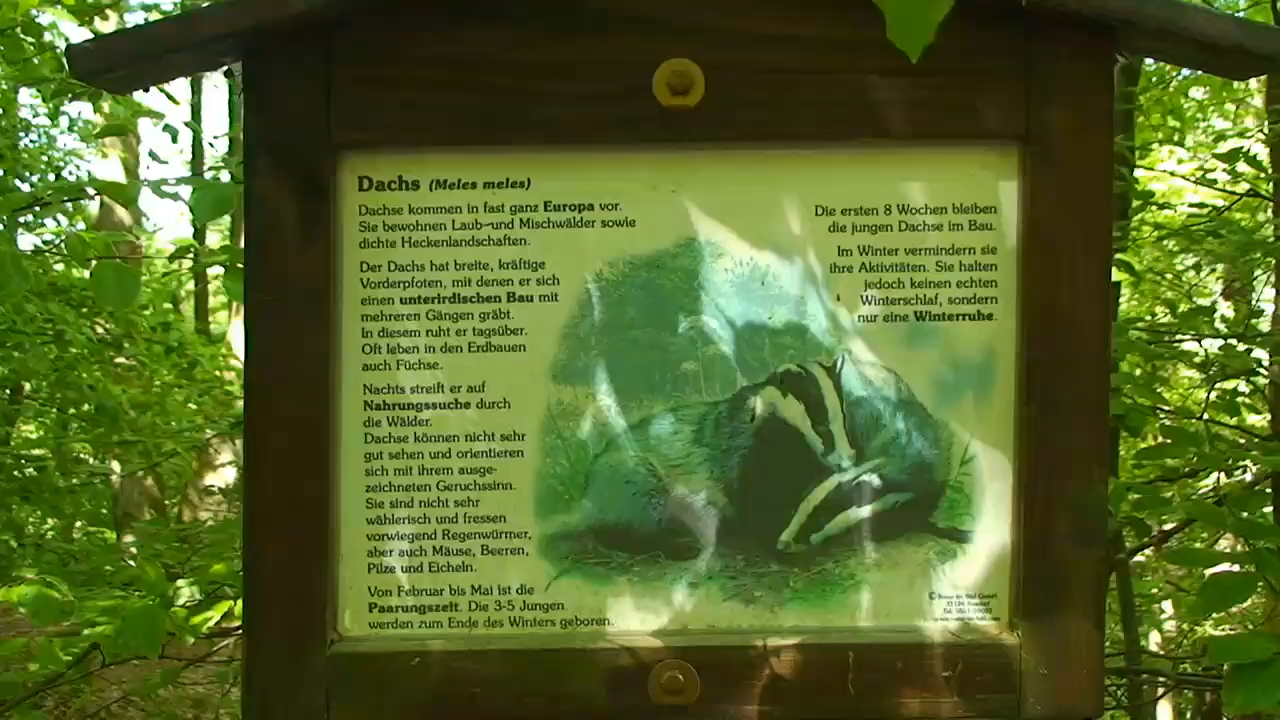 Dachs (Meles meles)
Dachse kommen in fast ganz Europa vor.
Sie bewohnen Laub-und Mischwälder sowie
dichte Heckenlandschaften.
Der Dachs hat breite, kräftige
Vorderpfoten, mit denen er sich
einen unterirdischen Bau mit
mehreren Gängen gräbt.
In diesem ruht er tagsüber.
Oft leben in den Erdbauen
auch Füchse.
Nachts streift er auf
Nahrungssuche durch
die Wälder.
Dachse können nicht sehr
gut sehen und orientieren
sich mit ihrem ausge-
zeichneten Geruchssinn.
Sie sind nicht sehr
wählerisch und fressen
vorwiegend Regenwürmer,
aber auch Mäuse, Beeren,
Pilze und Eicheln.
Von Februar bis Mai ist die
Paarungszeit. Die 3-5 Jungen
werden zum Ende des Winters geboren.
Die ersten 8 Wochen bleiben
die jungen Dachse im Bau.
Im Winter vermindern sie
ihre Aktivitäten. Sie halten
jedoch keinen echten
Winterschlaf, sondern
nur eine Winterruhe.